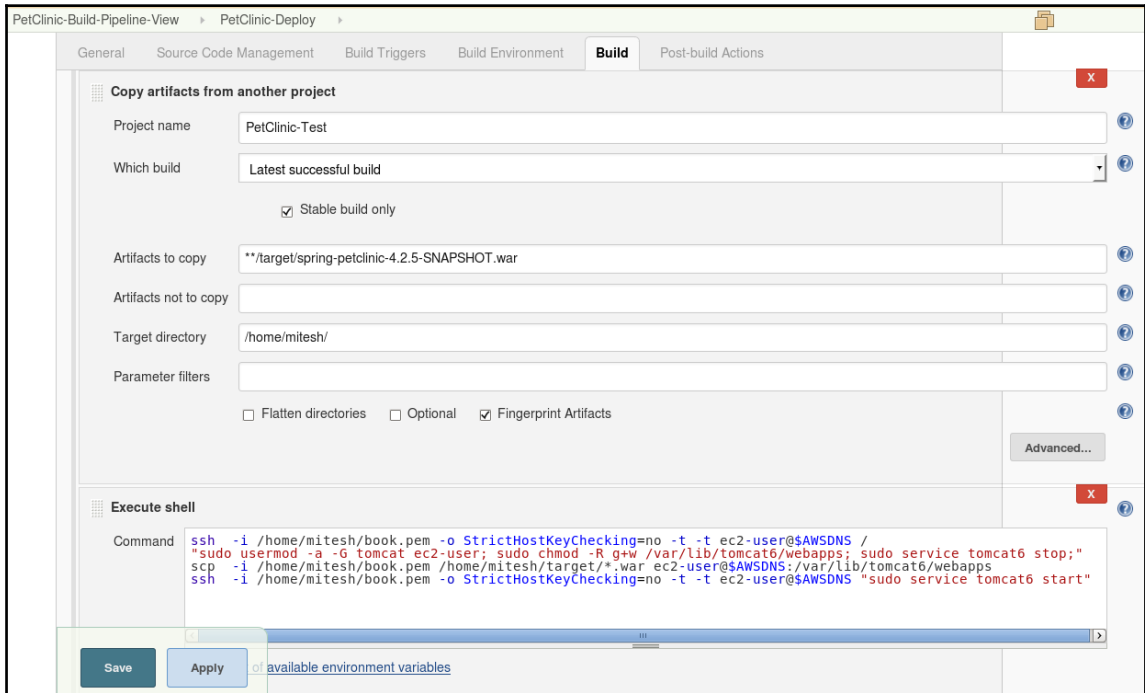 PetClinic-Build-Pipeline-View PetClinic-Deploy
General Source Code Management Build Triggers Build Environment Build Post-build Actions
X
Copy artifacts from another project
Project name PetClinic-Test
Which build Latest successful build
Stable build only
Artifacts to copy **/target/spring-petclinic-4.2.5-SNAPSHOT.war
Artifacts not to copy
Target directory /home/mitesh/
Parameter filters
Flatten directories Optional Fingerprint Artifacts
Advanced...
X
Execute shell
Command ssh -i /home/mitesh/book.pem -o StrictHostKeyChecking=no -t -t ec2-user@$AWSDNS /
"sudo usermod -a -G tomcat ec2-user; sudo chmod -R g+w /var/lib/tomcat6/webapps; sudo service tomcat6 stop;"
scp -i /home/mitesh/book.pem /home/mitesh/target/*.war ec2-user@$AWSDNS:/var/lib/tomcat6/webapps
ssh -i /home/mitesh/book.pem -o StrictHostKeyChecking=no -t -t ec2-user@$AWSDNS "sudo service tomcat6 start"
Save Apply of available environment variables